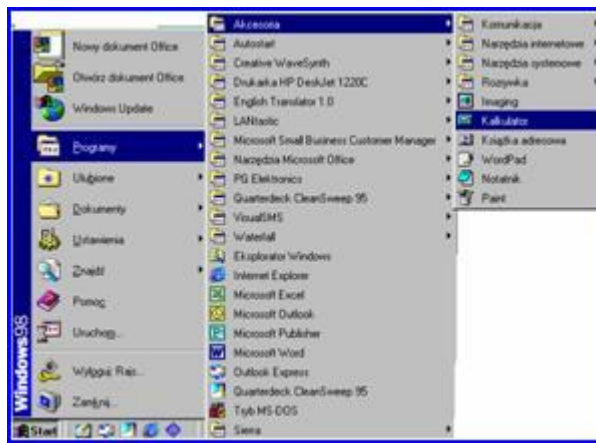 Nowy dokument Office
Otwórz dokument Office
Windows Update
Programy
Ulubione
Dokumenty
Ustawienia
Znajdź
Pomoc
Uruchom...
Wyloguj: Rajs...
Zamknij...
Windows98
Start
Akcesoria
Autostart
Creative WaveSynth
Drukarka HP DeskJet 1220C
English Translator 1.0
LANtastic
Microsoft Small Business Customer Manager
Narzędzia Microsoft Office
PG Elektronics
Quarterdeck CleanSweep 95
VisualSMS
Waterfall
Eksplorator Windows
Internet Explorer
Microsoft Excel
Microsoft Outlook
Microsoft Publisher
Microsoft Word
Outlook Express
Quarterdeck CleanSweep 95
Tryb MS-DOS
Sierra
Komunikacja
Narzędzia internetowe
Narzędzia systemowe
Rozrywka
Imaging
Kalkulator
Książka adresowa
WordPad
Notatnik
Paint